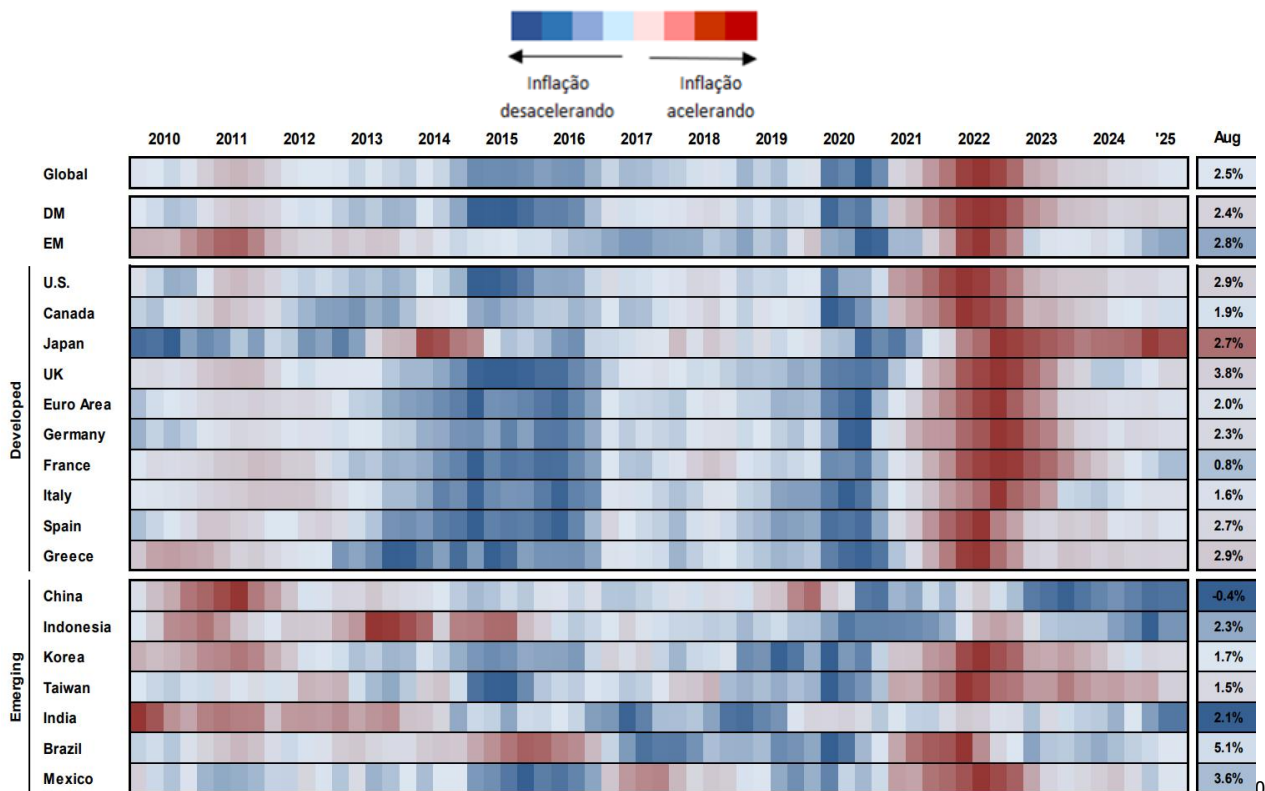 Inflação
desacelerando
Inflação
acelerando
2010 2011 2012 2013 2014 2015 2016 2017 2018 2019 2020 2021 2022 2023 2024 '25 Aug
Global 2.5%
DM 2.4%
EM 2.8%
Developed
U.S. 2.9%
Canada 1.9%
Japan 2.7%
UK 3.8%
Euro Area 2.0%
Germany 2.3%
France 0.8%
Italy 1.6%
Spain 2.7%
Greece 2.9%
Emerging
China -0.4%
Indonesia 2.3%
Korea 1.7%
Taiwan 1.5%
India 2.1%
Brazil 5.1%
Mexico 3.6%
0